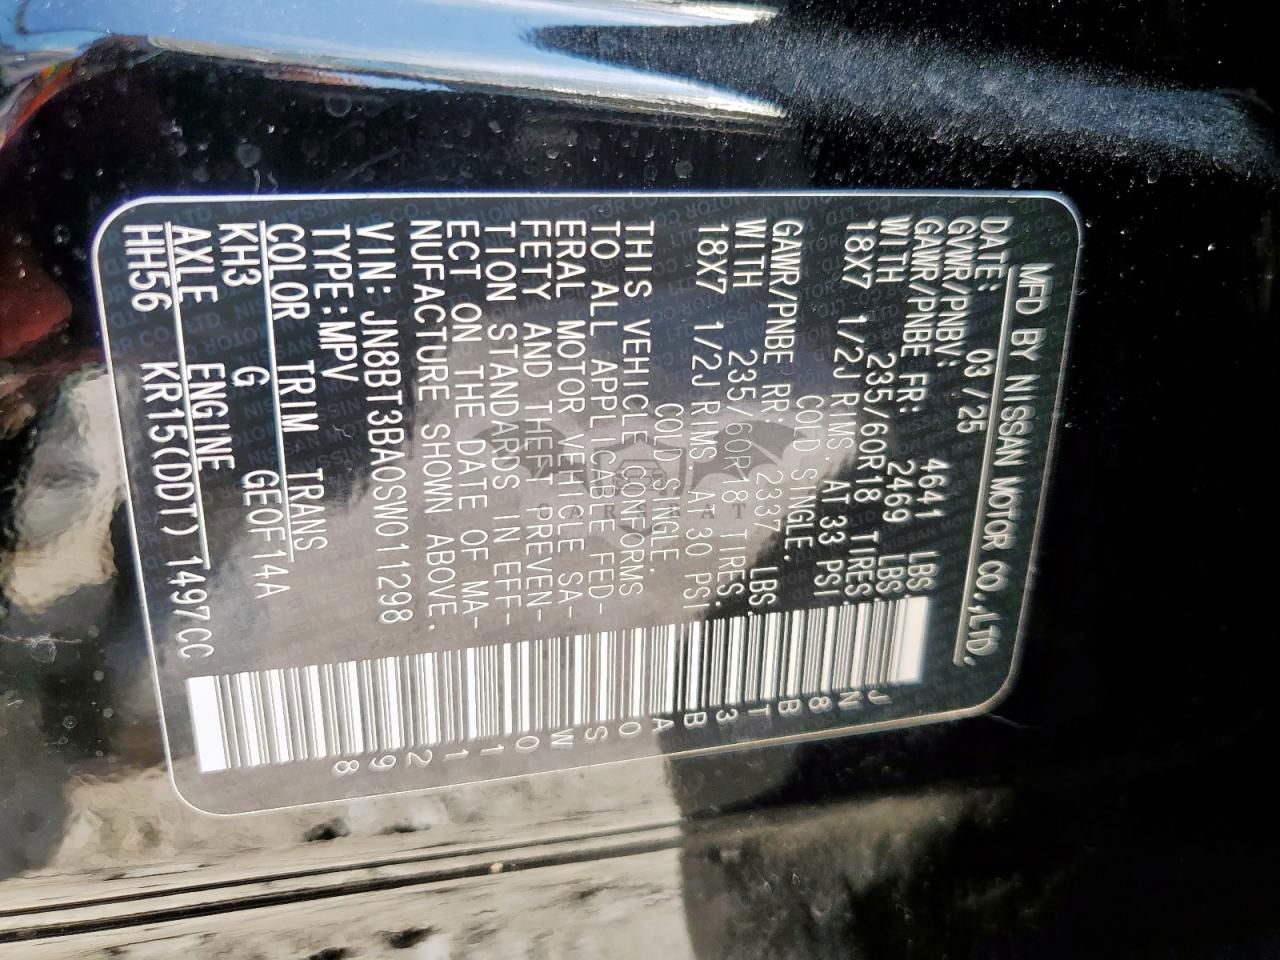 MFD BY NISSAN MOTOR CO.,LTD.
DATE: 03/25
GVWR/PNBV: 4641 LBS
GAWR/PNBE FR: 2469 LBS
WITH 235/60R18 TIRES.
18X7 1/2J RIMS. AT 33 PSI
COLD SINGLE.
GAWR/PNBE RR: 2337 LBS.
WITH 235/60R18 TIRES.
18X7 1/2J RIMS. AT 30 PSI
COLD SINGLE.
THIS VEHICLE CONFORMS
TO ALL APPLICABLE FED-
ERAL MOTOR VEHICLE SA-
FETY AND THEFT PREVEN-
TION STANDARDS IN EFF-
ECT ON THE DATE OF MA-
NUFACTURE SHOWN ABOVE.
VIN: JN8BT3BA0SW011298
TYPE:MPV
COLOR TRIM TRANS
KH3 G GE0F14A
AXLE ENGINE
HH56 KR15(DDT) 1497CC
JN8BT3BA0SW011298